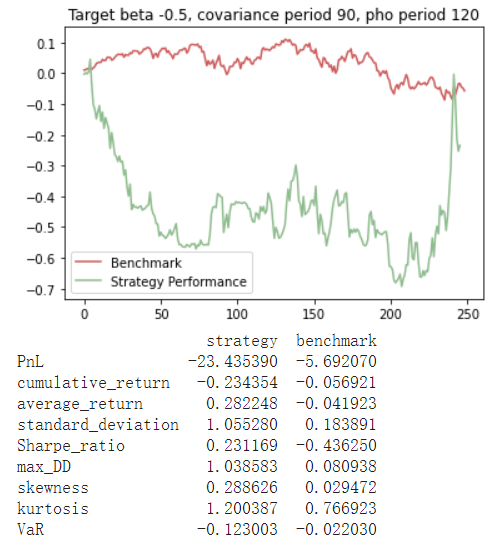 Target beta -0.5, covariance period 90, pho period 120
0.1
0.0
−0.1
−0.2
−0.3
−0.4
−0.5
−0.6
−0.7
Benchmark
Strategy Performance
0 50 100 150 200 250
strategy benchmark
PnL -23.435390 -5.692070
cumulative_return -0.234354 -0.056921
average_return 0.282248 -0.041923
standard_deviation 1.055280 0.183891
Sharpe_ratio 0.231169 -0.436250
max_DD 1.038583 0.080938
skewness 0.288626 0.029472
kurtosis 1.200387 0.766923
VaR -0.123003 -0.022030